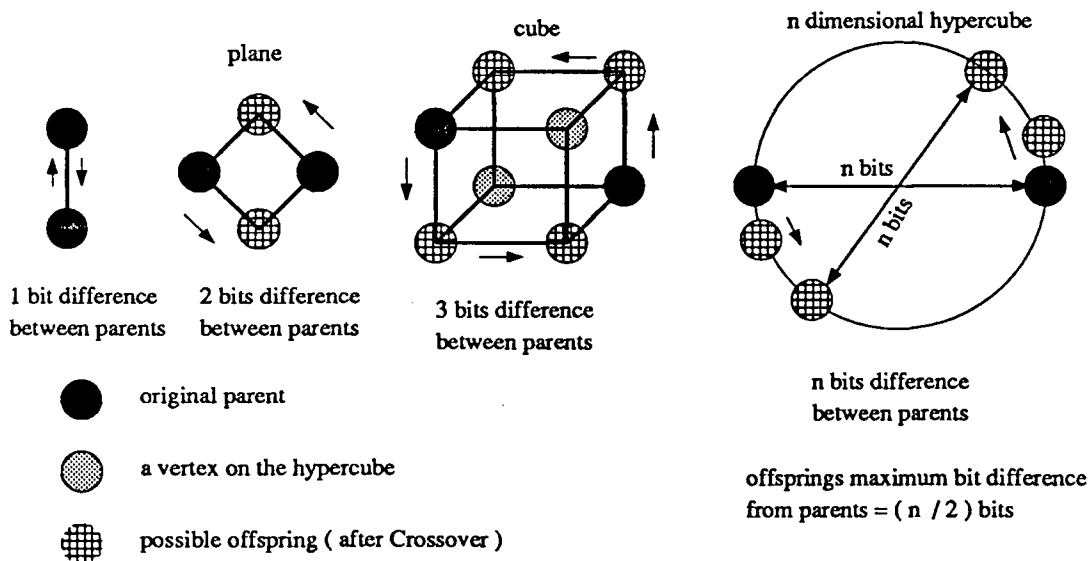 plane
cube
n dimensional hypercube
n bits
n bits
1 bit difference
between parents
2 bits difference
between parents
3 bits difference
between parents
n bits difference
between parents
original parent
a vertex on the hypercube
possible offspring ( after Crossover )
offsprings maximum bit difference
from parents = ( n / 2 ) bits